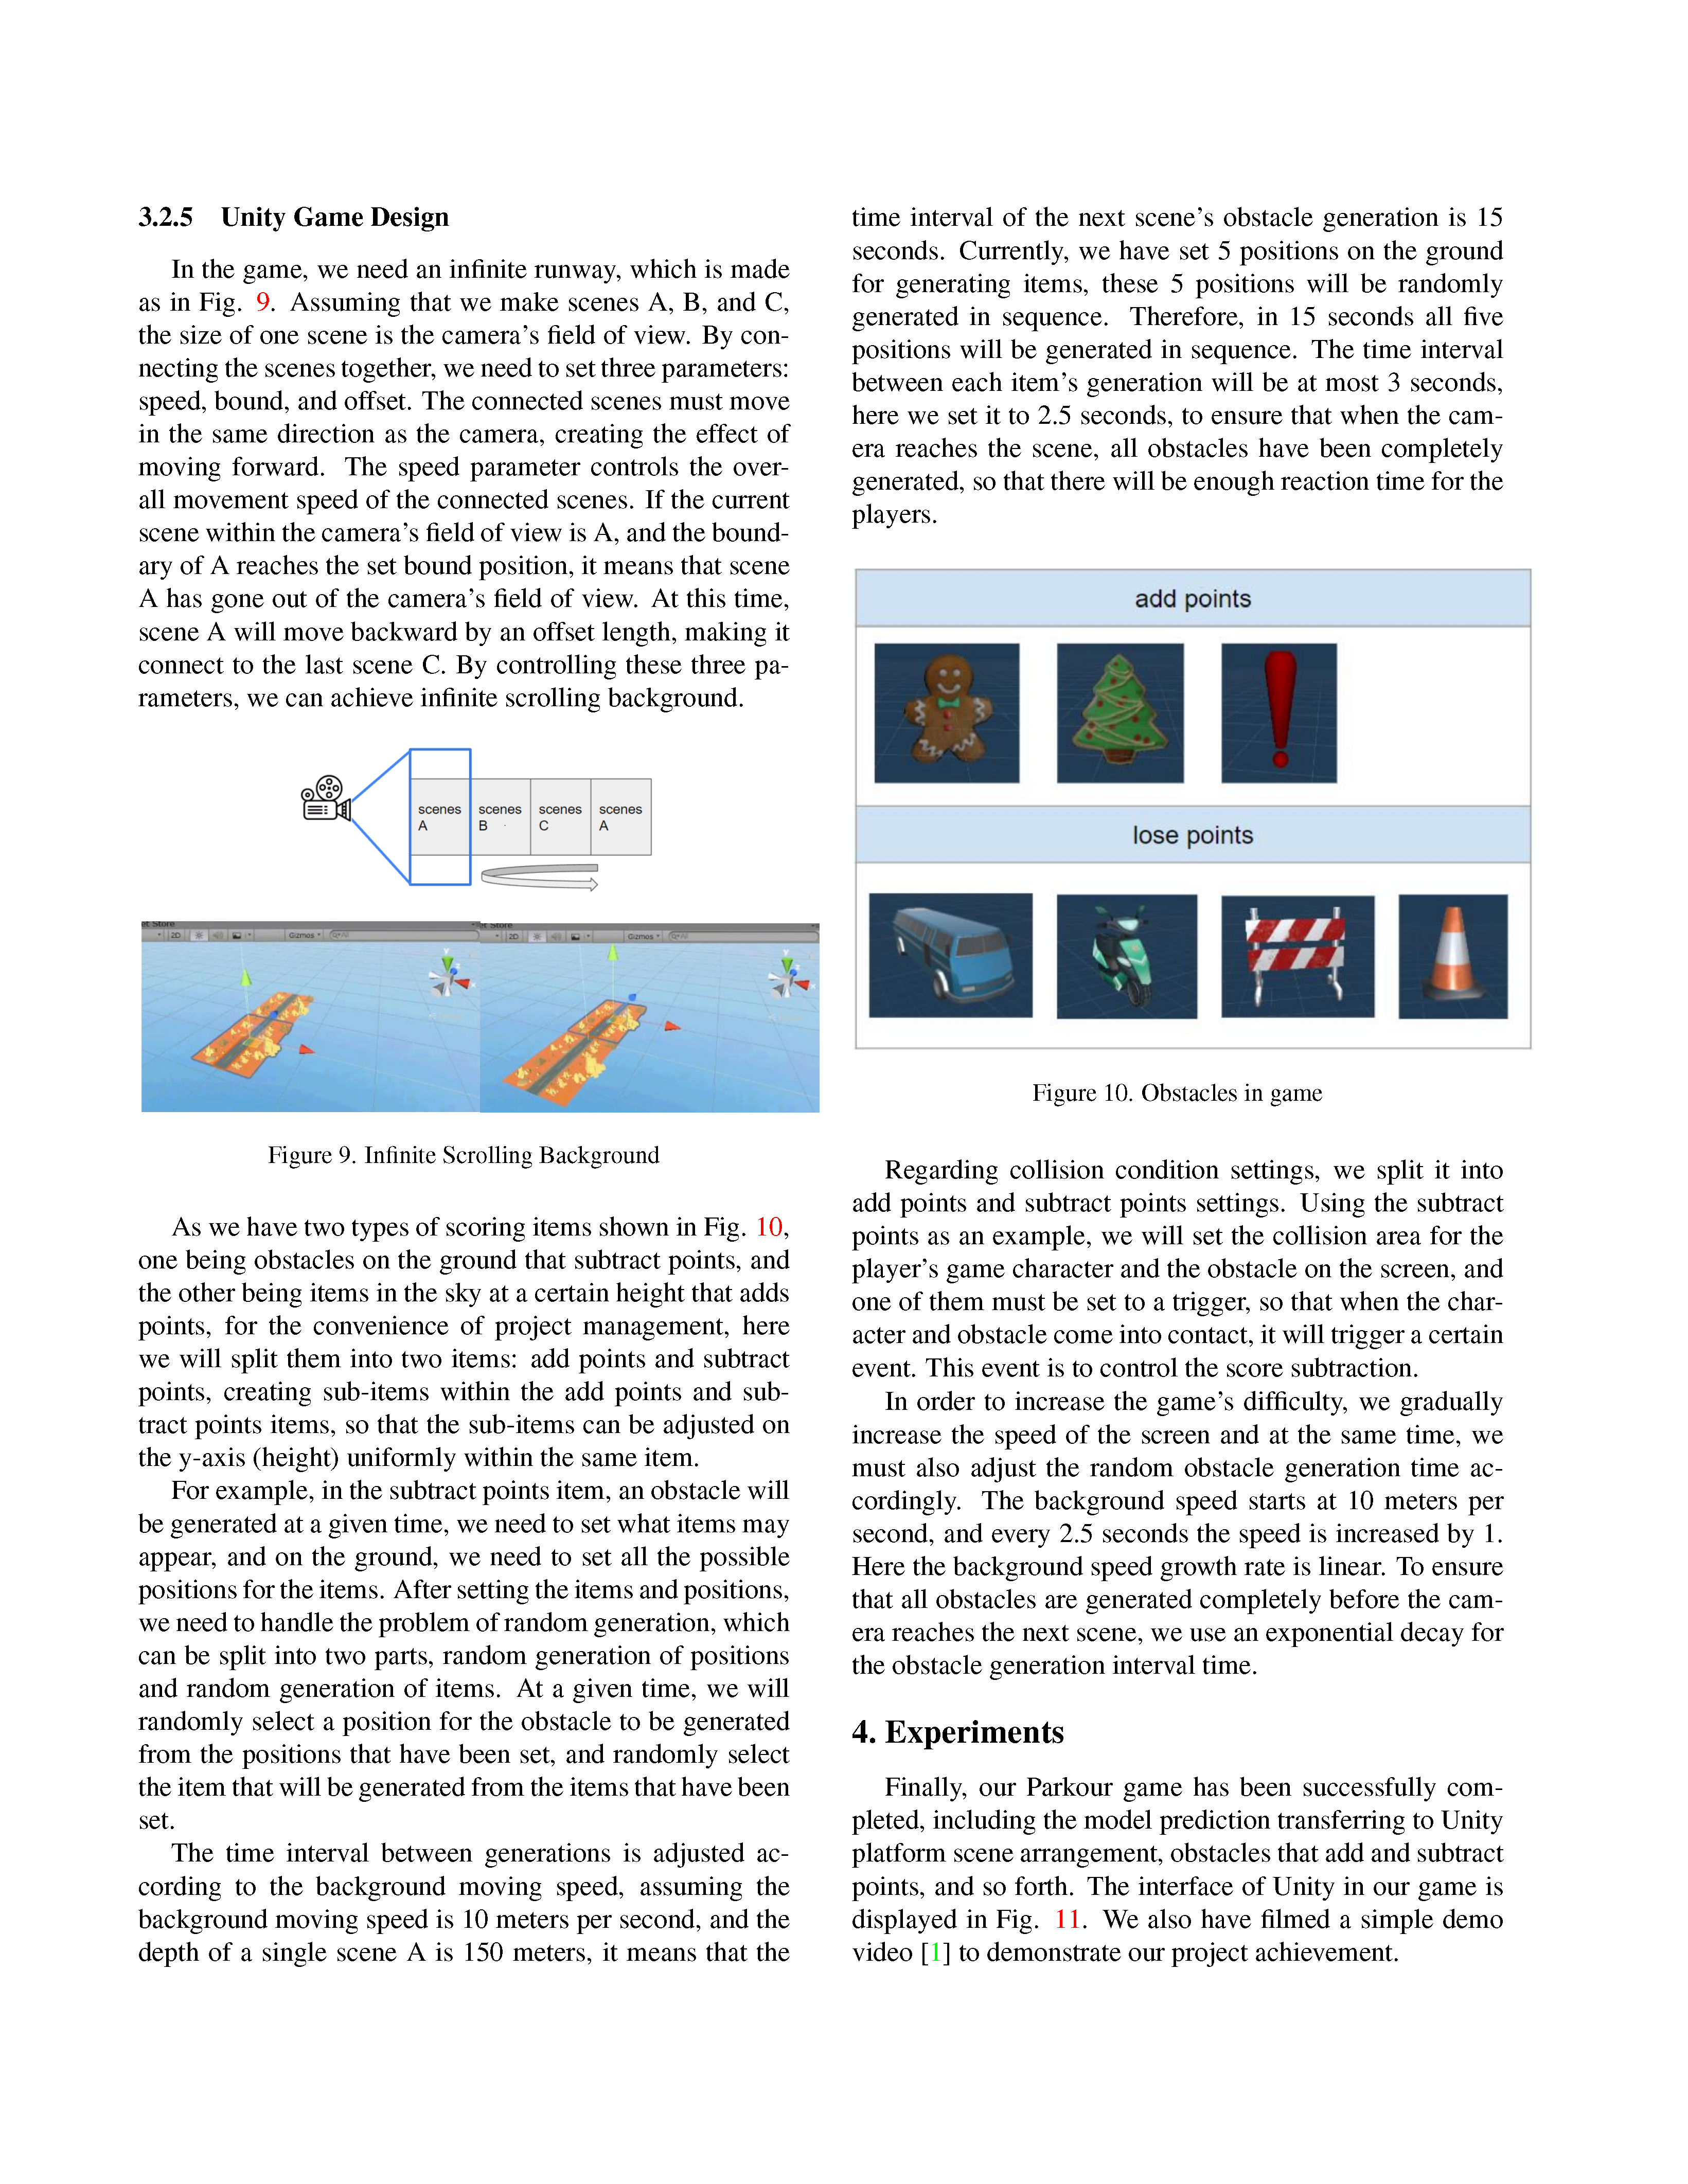 3.2.5 Unity Game Design
In the game, we need an infinite runway, which is made
as in Fig. 9. Assuming that we make scenes A, B, and C,
the size of one scene is the camera's field of view. By con-
necting the scenes together, we need to set three parameters:
speed, bound, and offset. The connected scenes must move
in the same direction as the camera, creating the effect of
moving forward. The speed parameter controls the over-
all movement speed of the connected scenes. If the current
scene within the camera's field of view is A, and the bound-
ary of A reaches the set bound position, it means that scene
A has gone out of the camera's field of view. At this time,
scene A will move backward by an offset length, making it
connect to the last scene C. By controlling these three pa-
rameters, we can achieve infinite scrolling background.
scenes A
scenes B
scenes C
scenes A
et Store
2D
Gizmos
All
et Store
2D
Gizmos
All
Figure 9. Infinite Scrolling Background
As we have two types of scoring items shown in Fig. 10,
one being obstacles on the ground that subtract points, and
the other being items in the sky at a certain height that adds
points, for the convenience of project management, here
we will split them into two items: add points and subtract
points, creating sub-items within the add points and sub-
tract points items, so that the sub-items can be adjusted on
the y-axis (height) uniformly within the same item.
For example, in the subtract points item, an obstacle will
be generated at a given time, we need to set what items may
appear, and on the ground, we need to set all the possible
positions for the items. After setting the items and positions,
we need to handle the problem of random generation, which
can be split into two parts, random generation of positions
and random generation of items. At a given time, we will
randomly select a position for the obstacle to be generated
from the positions that have been set, and randomly select
the item that will be generated from the items that have been
set.
The time interval between generations is adjusted ac-
cording to the background moving speed, assuming the
background moving speed is 10 meters per second, and the
depth of a single scene A is 150 meters, it means that the
time interval of the next scene's obstacle generation is 15
seconds. Currently, we have set 5 positions on the ground
for generating items, these 5 positions will be randomly
generated in sequence. Therefore, in 15 seconds all five
positions will be generated in sequence. The time interval
between each item's generation will be at most 3 seconds,
here we set it to 2.5 seconds, to ensure that when the cam-
era reaches the scene, all obstacles have been completely
generated, so that there will be enough reaction time for the
players.
add points
lose points
Figure 10. Obstacles in game
Regarding collision condition settings, we split it into
add points and subtract points settings. Using the subtract
points as an example, we will set the collision area for the
player's game character and the obstacle on the screen, and
one of them must be set to a trigger, so that when the char-
acter and obstacle come into contact, it will trigger a certain
event. This event is to control the score subtraction.
In order to increase the game's difficulty, we gradually
increase the speed of the screen and at the same time, we
must also adjust the random obstacle generation time ac-
cordingly. The background speed starts at 10 meters per
second, and every 2.5 seconds the speed is increased by 1.
Here the background speed growth rate is linear. To ensure
that all obstacles are generated completely before the cam-
era reaches the next scene, we use an exponential decay for
the obstacle generation interval time.
4. Experiments
Finally, our Parkour game has been successfully com-
pleted, including the model prediction transferring to Unity
platform scene arrangement, obstacles that add and subtract
points, and so forth. The interface of Unity in our game is
displayed in Fig. 11. We also have filmed a simple demo
video [1] to demonstrate our project achievement.